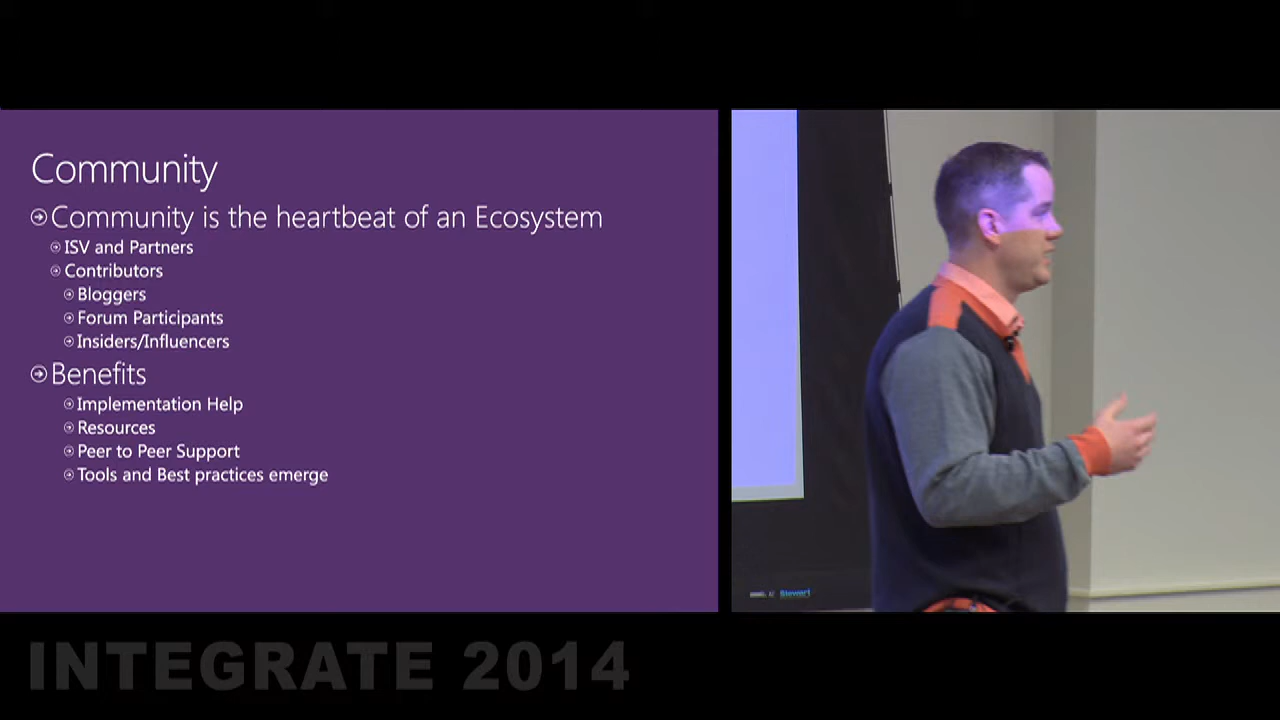 Community
Community is the heartbeat of an Ecosystem
ISV and Partners
Contributors
Bloggers
Forum Participants
Insiders/Influencers
Benefits
Implementation Help
Resources
Peer to Peer Support
Tools and Best practices emerge
Stewart
INTEGRATE 2014